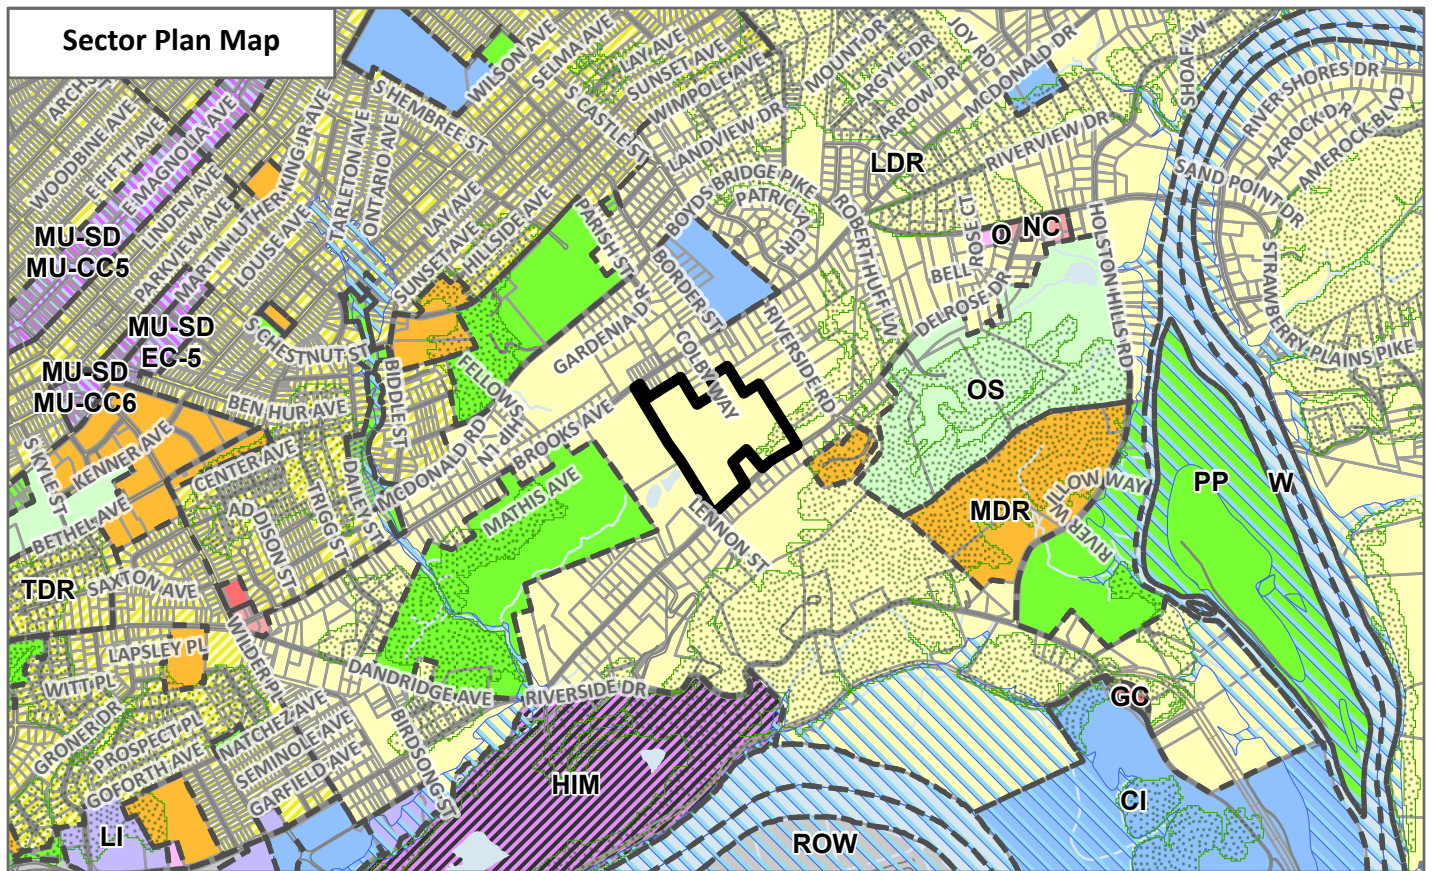 Sector Plan Map
ARCH
WOODBINE AVE
E FIFTH AVE
E MAGNOLIA AVE
LINDEN AVE
PARKVIEW AVE
MARTIN LUTHER KING JR AVE
LOUISE AVE
TARLETON AVE
ONTARIO AVE
S HEMBREE ST
WILSON AVE
SELMA AVE
IVAY AVE
SUNSET AVE
WIMPOLE AVE
S CASTLE ST
LANDVIEW DR
MOUNT DR
ARGYLE DR
ARROW DR
JOY RD
MCDONALD DR
RIVERVIEW DR
SHOAF LN
RIVER SHORES DR
AZROCK DR
AMEROCK BLVD
SAND POINT DR
STRAWBERRY PLAINS PIKE
LDR
BOYDS BRIDGE PIKE
PATRICIA CIR
ROBERT HUFF LN
ROSE CT
BELL
DELROSE DR
HOLSTON HILLS RD
O
NC
MU-SD
MU-CC5
MU-SD
EC-5
MU-SD
MU-CC6
IVAY AVE
SUNSET AVE
HILLSIDE AVE
PARISH ST
BORDER ST
GARDENIA DR
COLBY WAY
RIVERSIDE RD
S CHESTNUT ST
BIDDLE ST
FELLOWSHIP LN
BEN HUR AVE
S KYLE ST
KENNER AVE
CENTER AVE
DAILEY ST
MCDONALD RD
BROOKS AVE
MATHIS AVE
LENNON ST
OS
MDR
WILLOW WAY
RIVER
PP
W
BETHEL AVE
ADDISON ST
TRIGG ST
TDR
SAXTON AVE
LAPSLEY PL
WILDER PL
WITT PL
GRONER DR
PROSPECT PL
GOFORTH AVE
NATCHEZ AVE
SEMINOLE AVE
GARFIELD AVE
DANDRIDGE AVE
BIRDSONG ST
RIVERSIDE DR
GC
HIM
CI
LI
ROW